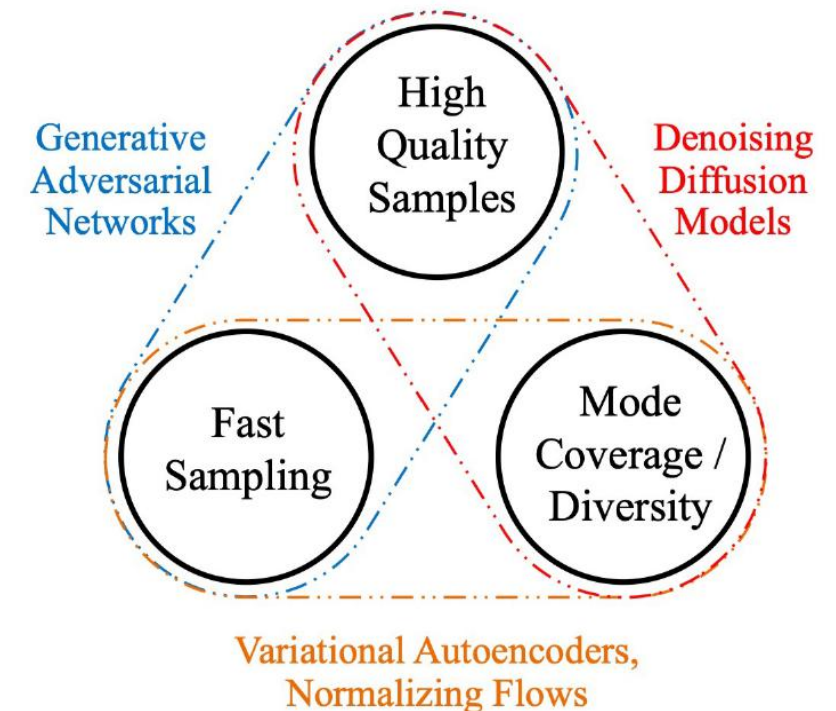 High
Quality
Samples
Generative
Adversarial
Networks
Denoising
Diffusion
Models
Fast
Sampling
Mode
Coverage /
Diversity
Variational Autoencoders,
Normalizing Flows